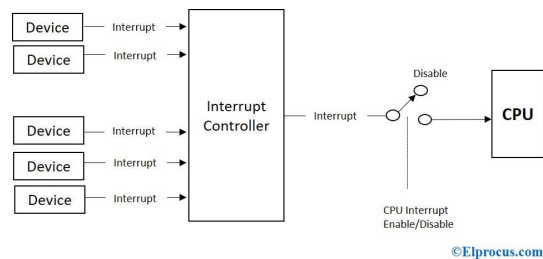 Device
Interrupt
Device
Interrupt
Device
Interrupt
Device
Interrupt
Device
Interrupt
Interrupt
Controller
Interrupt
Disable
CPU
CPU Interrupt
Enable/Disable
©Elprocus.com